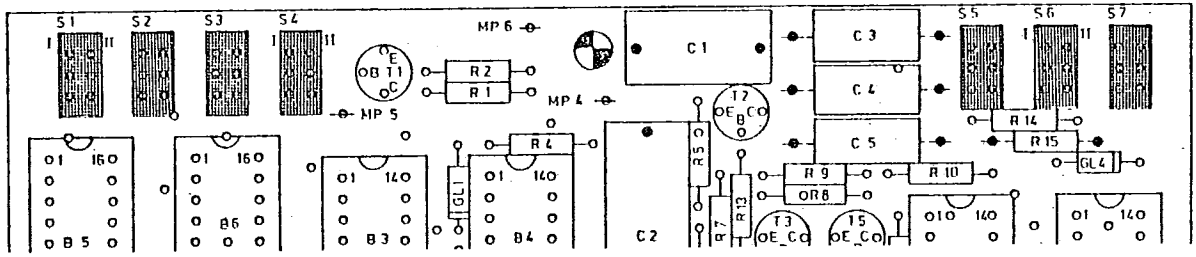 S1 S2 S3 S4 MP 6 S5 S6 S7
I II I II C1 C3 I II
E
B T1 R2
C R1 MP 4 T2 C4
MP 5 E C
B R14
R4 R5 C5 R15
1 16 1 16 GL4
1 14 GL1 1 14 R9 R10
R8
R13
B5 B6 B3 B4 C2 R7 T3 T5 1 14 1 14
E C E C